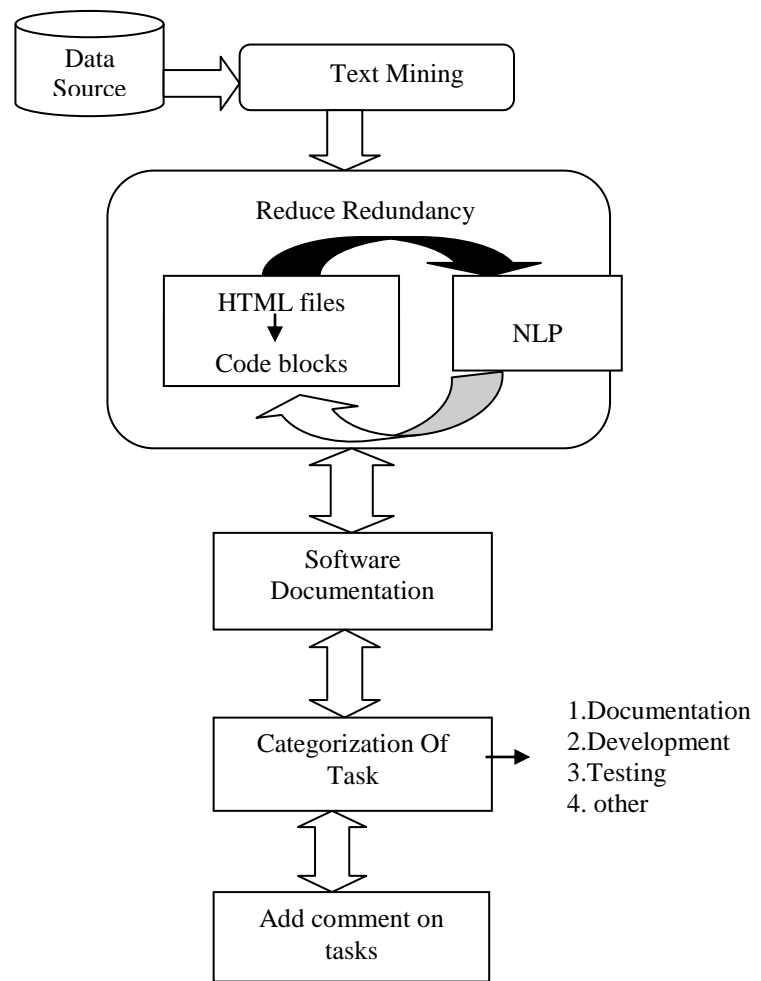 Data
Source
Text Mining
Reduce Redundancy
HTML files
Code blocks
NLP
Software
Documentation
Categorization Of
Task
1.Documentation
2.Development
3.Testing
4. other
Add comment on
tasks